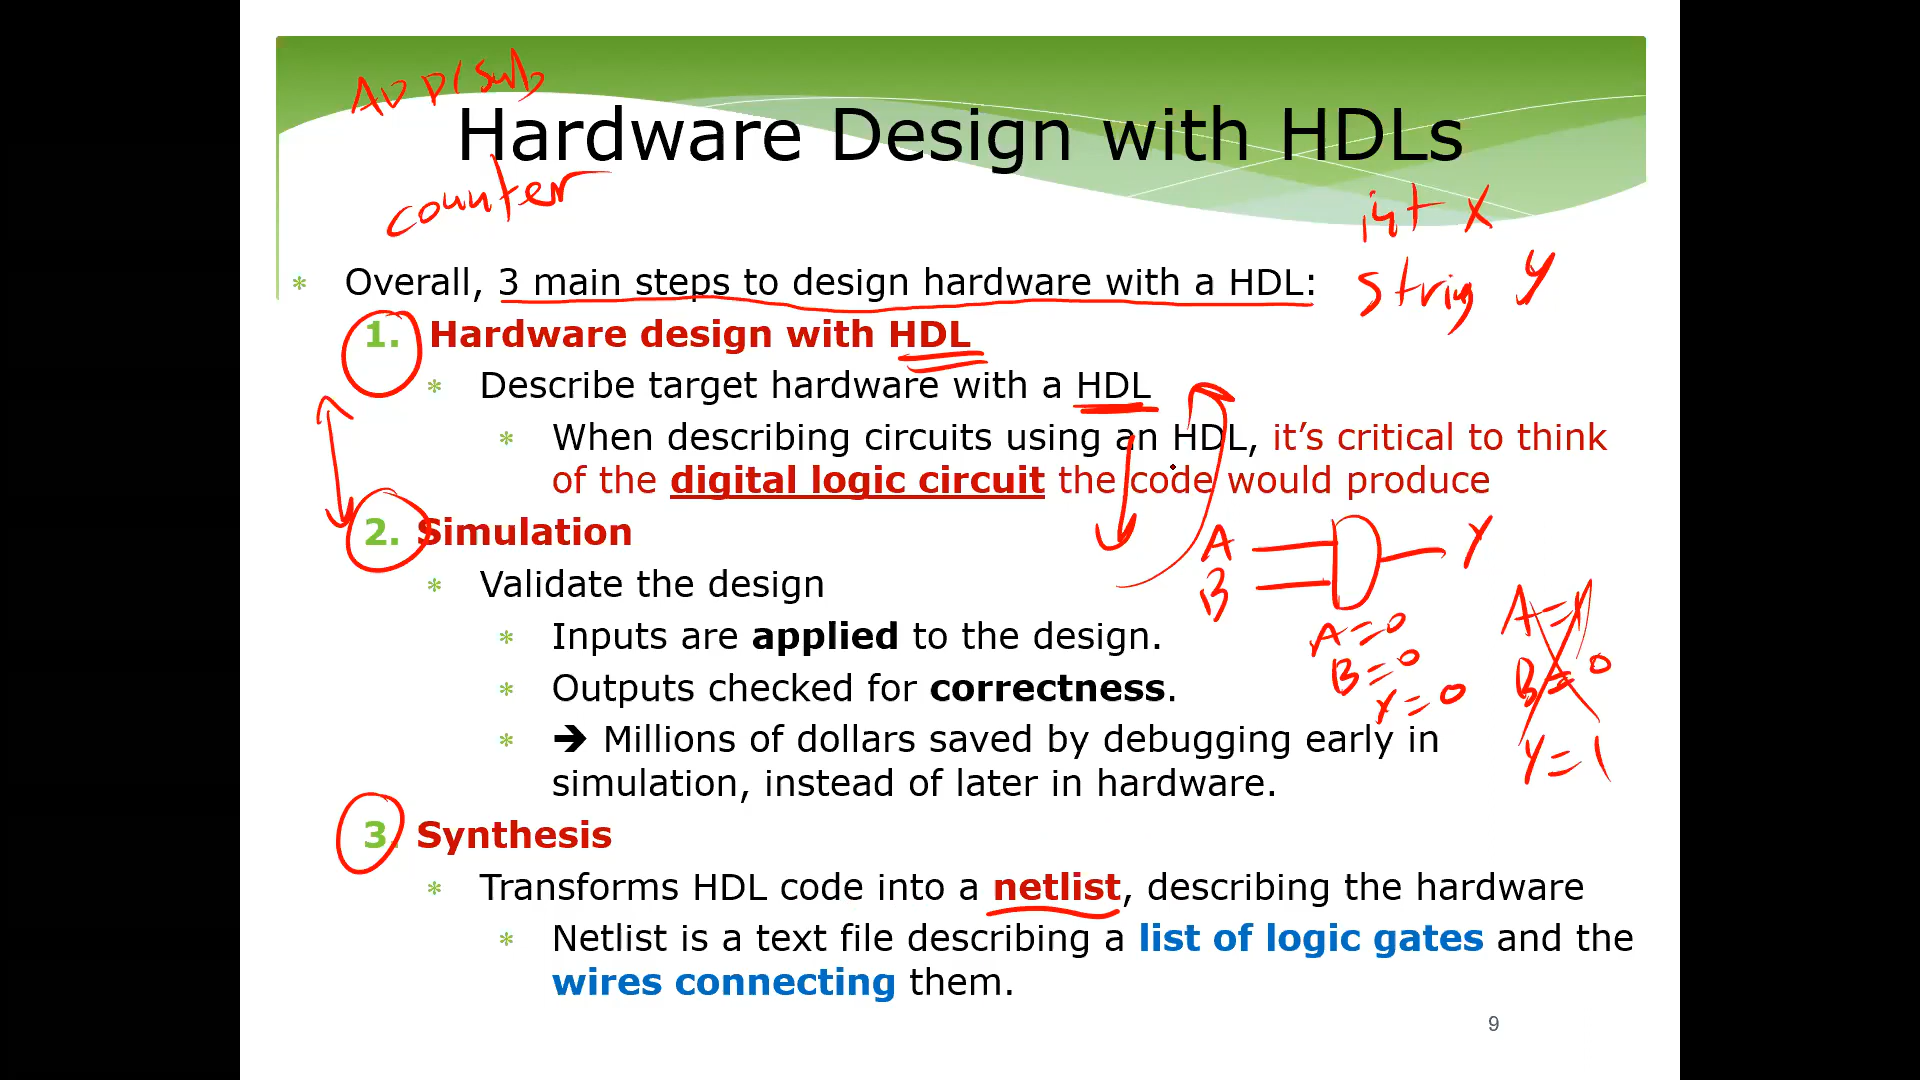 ADD/Sub
Hardware Design with HDLs
counter
int X
String Y
* Overall, 3 main steps to design hardware with a HDL:
1. Hardware design with HDL
* Describe target hardware with a HDL
* When describing circuits using an HDL, it’s critical to think
of the digital logic circuit the code would produce
2. Simulation
A
B
Y
* Validate the design
* Inputs are applied to the design.
A=0
B=0
Y=0
A=1
B=0
Y=1
* Outputs checked for correctness.
* ➔ Millions of dollars saved by debugging early in
simulation, instead of later in hardware.
3. Synthesis
* Transforms HDL code into a netlist, describing the hardware
* Netlist is a text file describing a list of logic gates and the
wires connecting them.
9